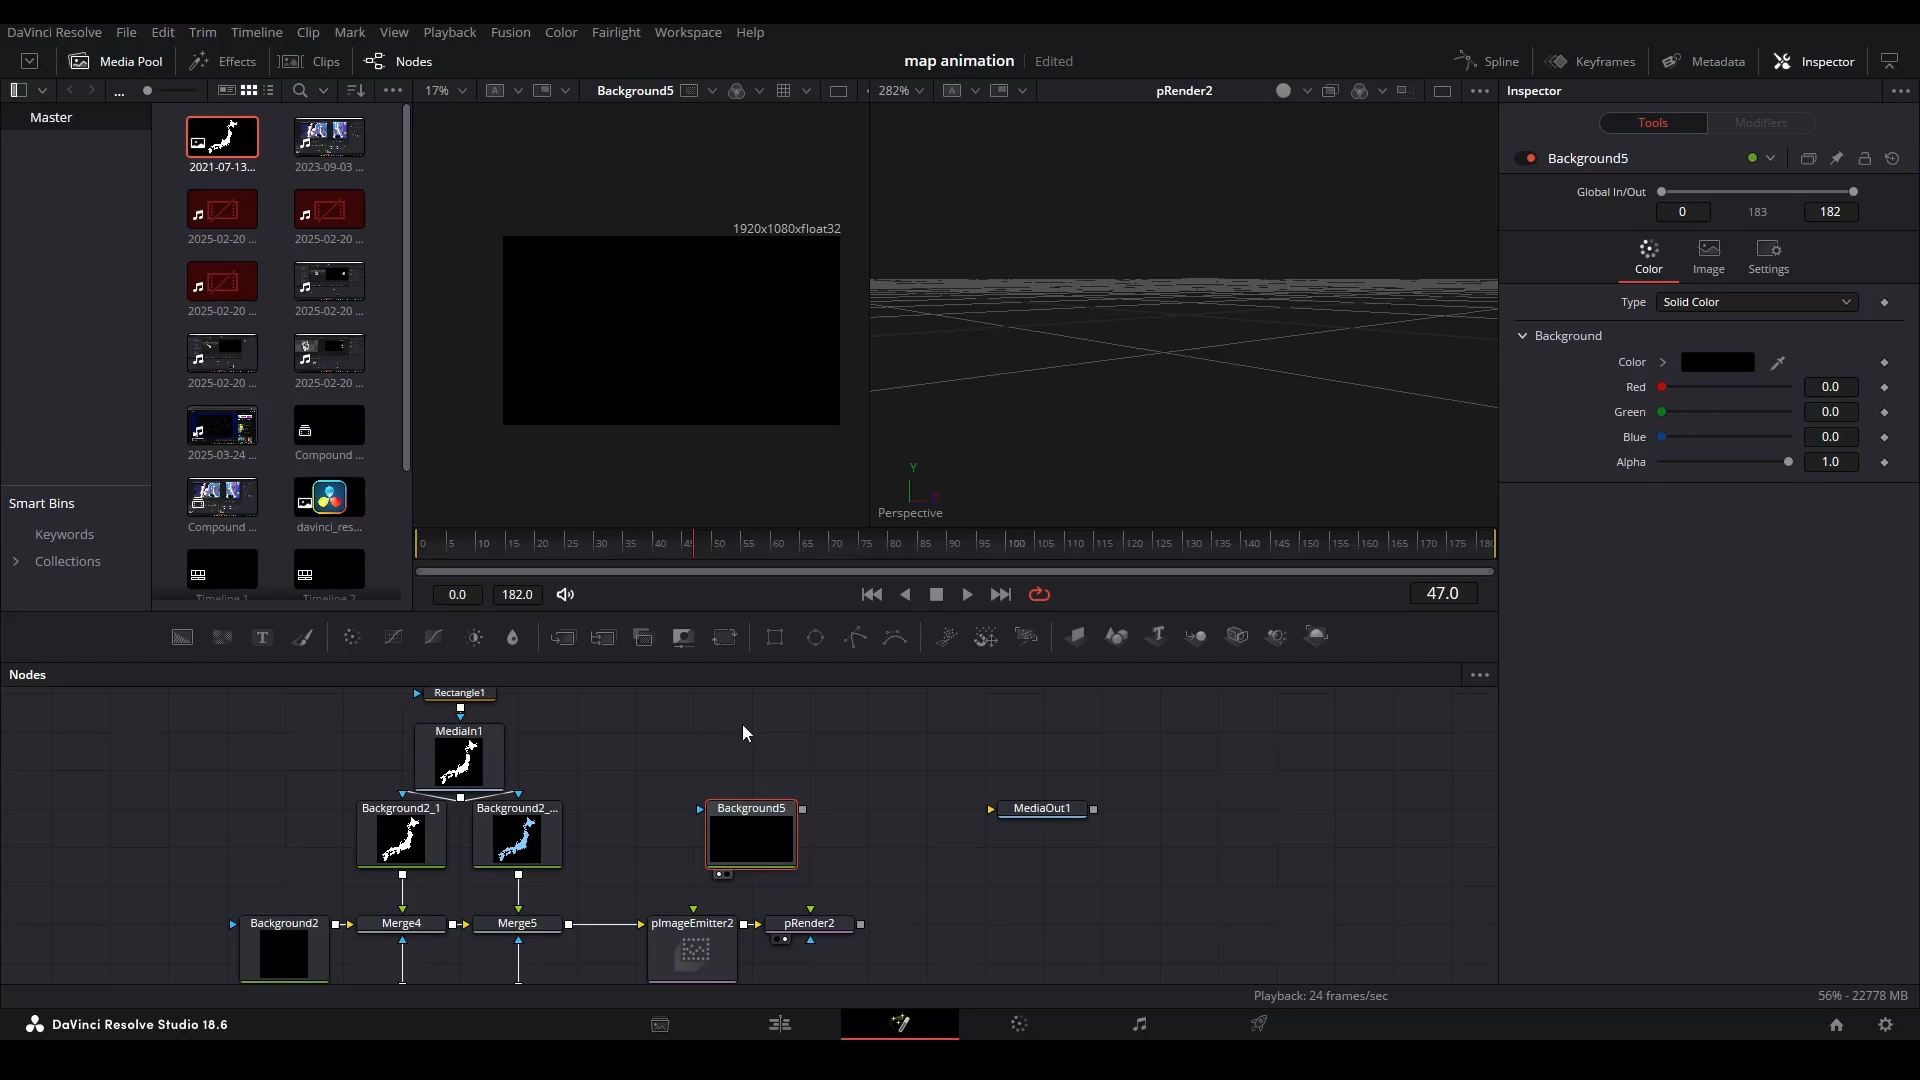 DaVinci Resolve File Edit Trim Timeline Clip Mark View Playback Fusion Color Fairlight Workspace Help
Media Pool Effects Clips Nodes map animation Edited Spline Keyframes Metadata Inspector
... 17% A Background5 282% A pRender2 Inspector
Master
Tools Modifiers
2021-07-13... 2023-09-03 ...
Background5
Global In/Out
0 183 182
2025-02-20 ... 2025-02-20 ...
1920x1080xfloat32
Color Image Settings
2025-02-20 ... 2025-02-20 ...
Type Solid Color
Background
2025-02-20 ... 2025-02-20 ...
Color
Red 0.0
Green 0.0
Blue 0.0
2025-03-24 ... Compound ...
Alpha 1.0
Y
Smart Bins
Perspective
Compound ... davinci_res...
Keywords
Collections
0 5 10 15 20 25 30 35 40 45 50 55 60 65 70 75 80 85 90 95 100 105 110 115 120 125 130 135 140 145 150 155 160 165 170 175 180
Timeline 1 Timeline 2
0.0 182.0 47.0
T
Nodes
Rectangle1
MediaIn1
Background2_1 Background2_... Background5 MediaOut1
Background2 Merge4 Merge5 pImageEmitter2 pRender2
Playback: 24 frames/sec 56% - 22778 MB
DaVinci Resolve Studio 18.6